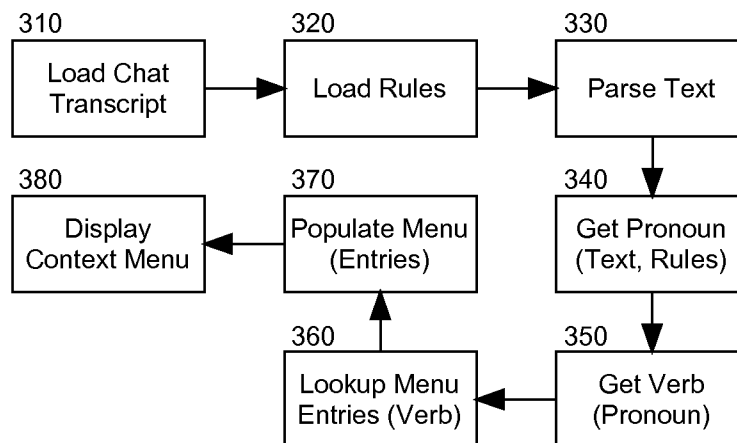 310
Load Chat
Transcript
320
Load Rules
330
Parse Text
340
Get Pronoun
(Text, Rules)
350
Get Verb
(Pronoun)
360
Lookup Menu
Entries (Verb)
370
Populate Menu
(Entries)
380
Display
Context Menu